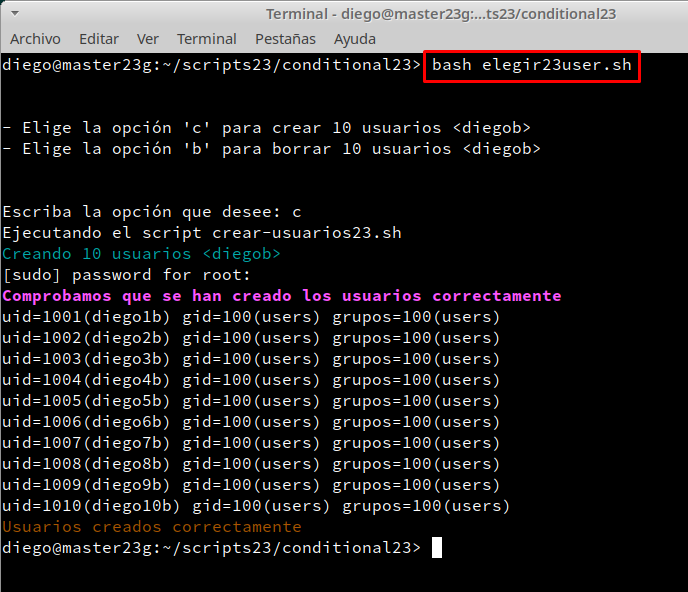 Terminal - diego@master23g:...ts23/conditional23
Archivo Editar Ver Terminal Pestañas Ayuda
diego@master23g:~/scripts23/conditional23> bash elegir23user.sh
- Elige la opción 'c' para crear 10 usuarios <diegob>
- Elige la opción 'b' para borrar 10 usuarios <diegob>
Escriba la opción que desee: c
Ejecutando el script crear-usuarios23.sh
Creando 10 usuarios <diegob>
[sudo] password for root:
Comprobamos que se han creado los usuarios correctamente
uid=1001(diego1b) gid=100(users) grupos=100(users)
uid=1002(diego2b) gid=100(users) grupos=100(users)
uid=1003(diego3b) gid=100(users) grupos=100(users)
uid=1004(diego4b) gid=100(users) grupos=100(users)
uid=1005(diego5b) gid=100(users) grupos=100(users)
uid=1006(diego6b) gid=100(users) grupos=100(users)
uid=1007(diego7b) gid=100(users) grupos=100(users)
uid=1008(diego8b) gid=100(users) grupos=100(users)
uid=1009(diego9b) gid=100(users) grupos=100(users)
uid=1010(diego10b) gid=100(users) grupos=100(users)
Usuarios creados correctamente
diego@master23g:~/scripts23/conditional23>